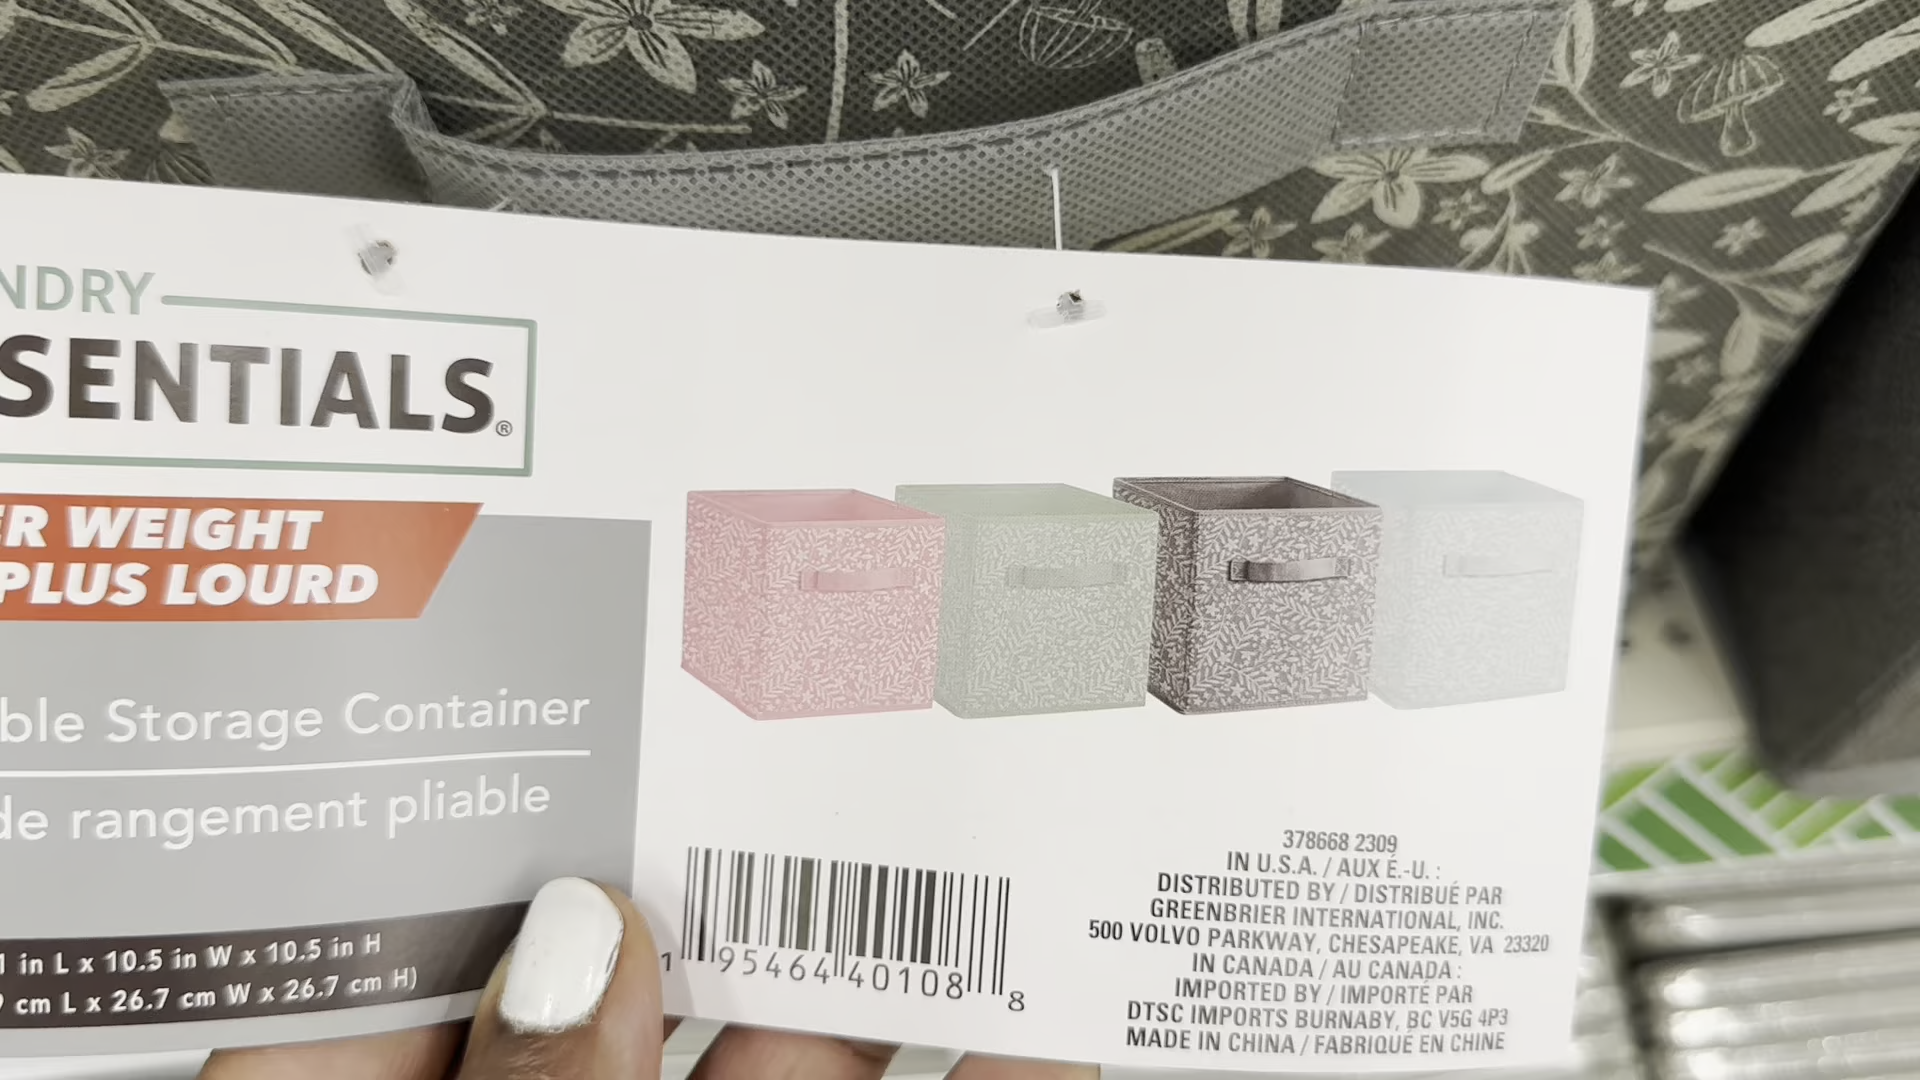 NDRY
SENTIALS®
ER WEIGHT
PLUS LOURD
ble Storage Container
de rangement pliable
1 in L x 10.5 in W x 10.5 in H
cm L x 26.7 cm W x 26.7 cm H)
1 95464 40108 8
378668 2309
IN U.S.A. / AUX É.-U. :
DISTRIBUTED BY / DISTRIBUÉ PAR
GREENBRIER INTERNATIONAL, INC.
500 VOLVO PARKWAY, CHESAPEAKE, VA 23320
IN CANADA / AU CANADA :
IMPORTED BY / IMPORTÉ PAR
DTSC IMPORTS BURNABY, BC V5G 4P3
MADE IN CHINA / FABRIQUÉ EN CHINE